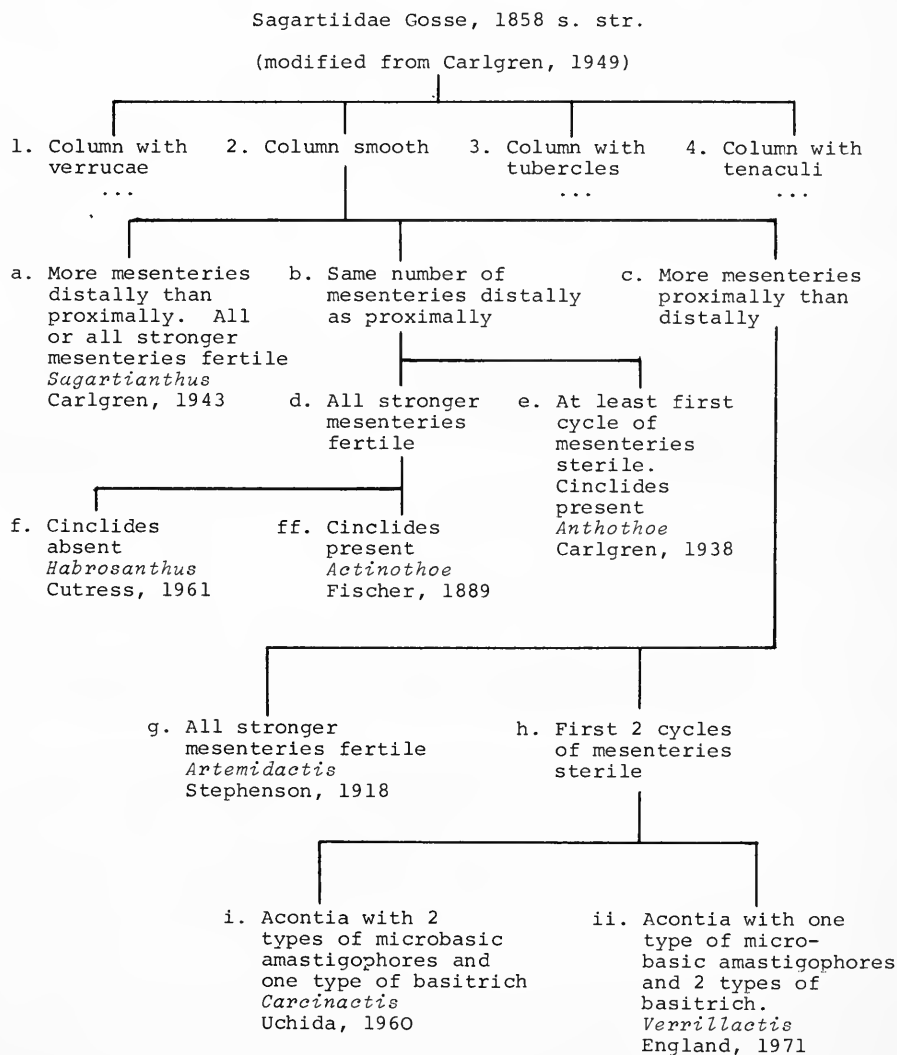 Sagartiidae Gosse, 1858 s. str.
(modified from Carlgren, 1949)
1. Column with
verrucae
...
2. Column smooth
3. Column with
tubercles
...
4. Column with
tenaculi
...
a. More mesenteries
distally than
proximally. All
or all stronger
mesenteries fertile
Sagartianthus
Carlgren, 1943
b. Same number of
mesenteries distally
as proximally
c. More mesenteries
proximally than
distally
d. All stronger
mesenteries
fertile
e. At least first
cycle of
mesenteries
sterile.
Cinclides
present
Anthothoe
Carlgren, 1938
f. Cinclides
absent
Habrosanthus
Cutress, 1961
ff. Cinclides
present
Actinothoe
Fischer, 1889
g. All stronger
mesenteries fertile
Artemidactis
Stephenson, 1918
h. First 2 cycles
of mesenteries
sterile
i. Acontia with 2
types of microbasic
amastigophores and
one type of basitrich
Carcinactis
Uchida, 1960
ii. Acontia with one
type of micro-
basic amastigophores
and 2 types of
basitrich.
Verrillactis
England, 1971